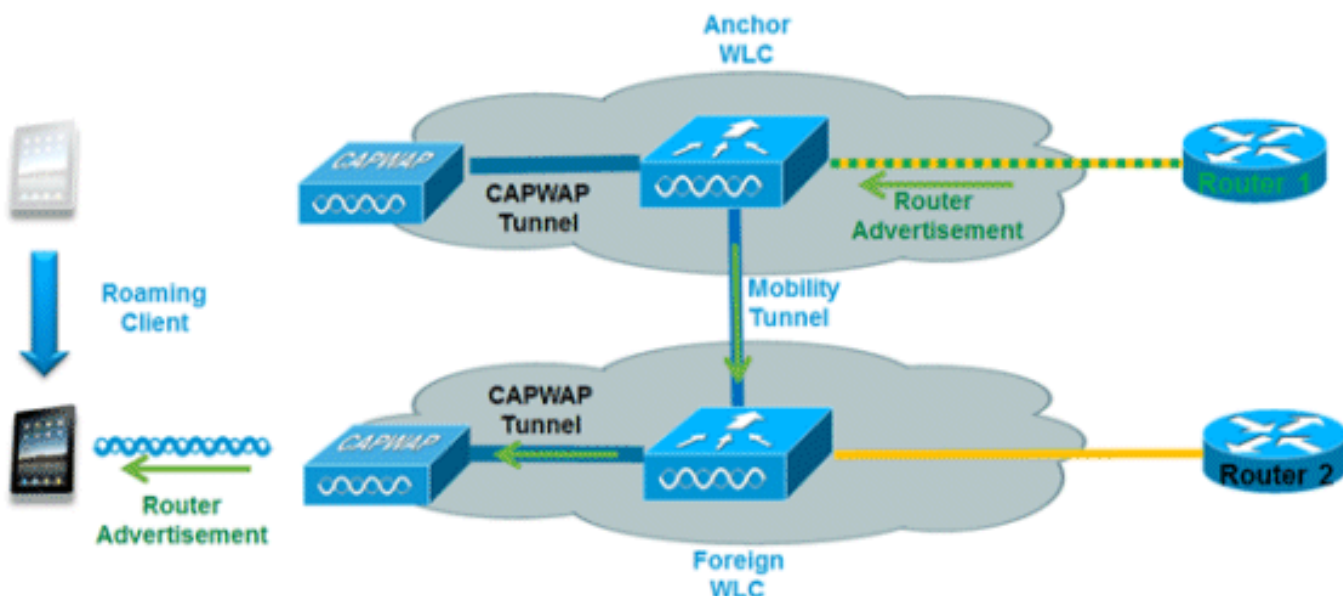 Anchor
WLC
CAPWAP
CAPWAP
Tunnel
Router
Advertisement
Router 1
Roaming
Client
Mobility
Tunnel
CAPWAP
Tunnel
CAPWAP
Router 2
Router
Advertisement
Foreign
WLC